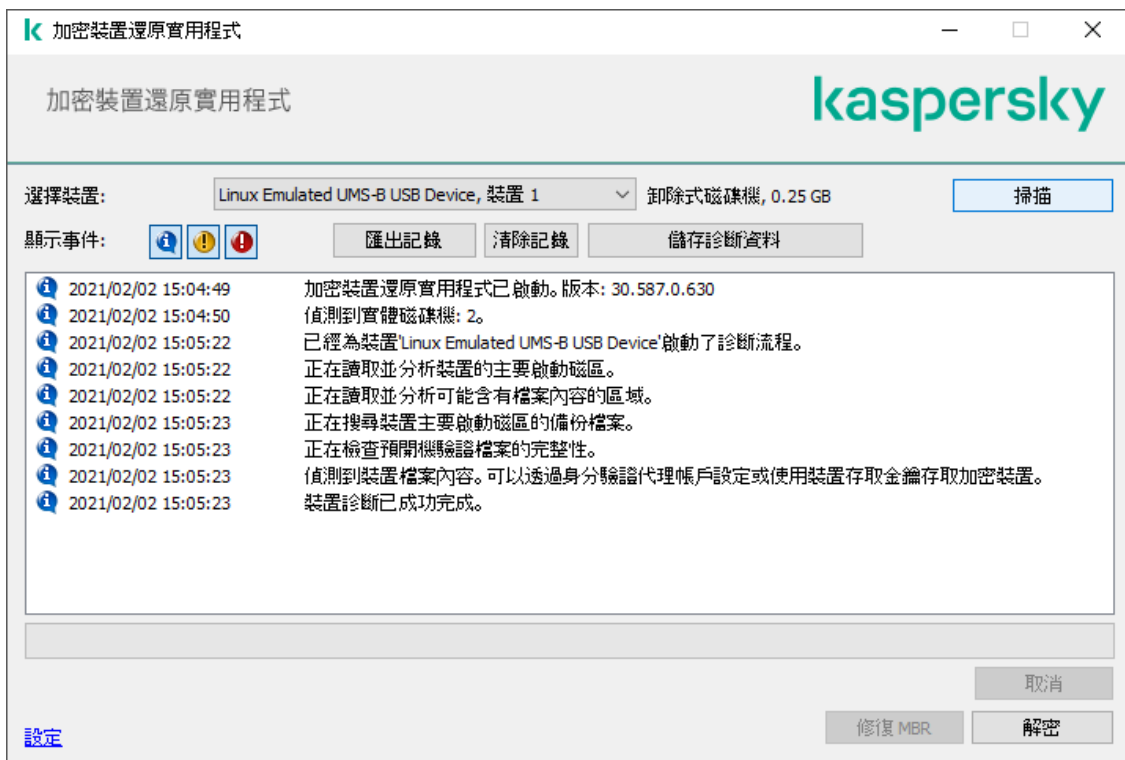 加密裝置還原實用程式
加密裝置還原實用程式
kaspersky
選擇裝置: Linux Emulated UMS-B USB Device, 裝置 1 卸除式磁碟機, 0.25 GB 掃描
顯示事件: 匯出記錄 清除記錄 儲存診斷資料
2021/02/02 15:04:49 加密裝置還原實用程式已啟動。版本: 30.587.0.630
2021/02/02 15:04:50 偵測到實體磁碟機: 2。
2021/02/02 15:05:22 已經為裝置'Linux Emulated UMS-B USB Device'啟動了診斷流程。
2021/02/02 15:05:22 正在讀取並分析裝置的主要啟動磁區。
2021/02/02 15:05:22 正在讀取並分析可能含有檔案內容的區域。
2021/02/02 15:05:23 正在搜尋裝置主要啟動磁區的備份檔案。
2021/02/02 15:05:23 正在檢查預開機驗證檔案的完整性。
2021/02/02 15:05:23 偵測到裝置檔案內容。可以透過身分驗證代理帳戶設定或使用裝置存取金鑰存取加密裝置。
2021/02/02 15:05:23 裝置診斷已成功完成。
取消
設定 修復 MBR 解密